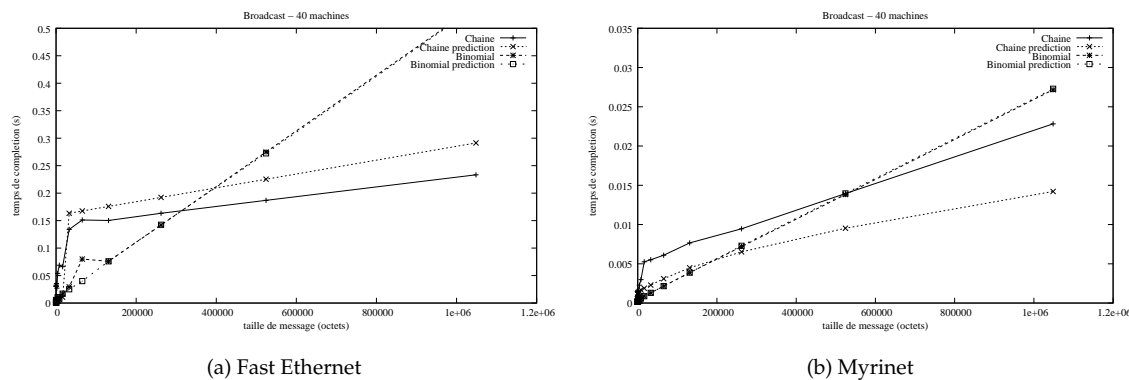 Broadcast – 40 machines
0.5
0.45
0.4
0.35
0.3
0.25
0.2
0.15
0.1
0.05
0
temps de completion (s)
Chaine
Chaine prediction
Binomial
Binomial prediction
0 200000 400000 600000 800000 1e+06 1.2e+06
taille de message (octets)
(a) Fast Ethernet
Broadcast – 40 machines
0.035
0.03
0.025
0.02
0.015
0.01
0.005
0
temps de completion (s)
Chaine
Chaine prediction
Binomial
Binomial prediction
0 200000 400000 600000 800000 1e+06 1.2e+06
taille de message (octets)
(b) Myrinet